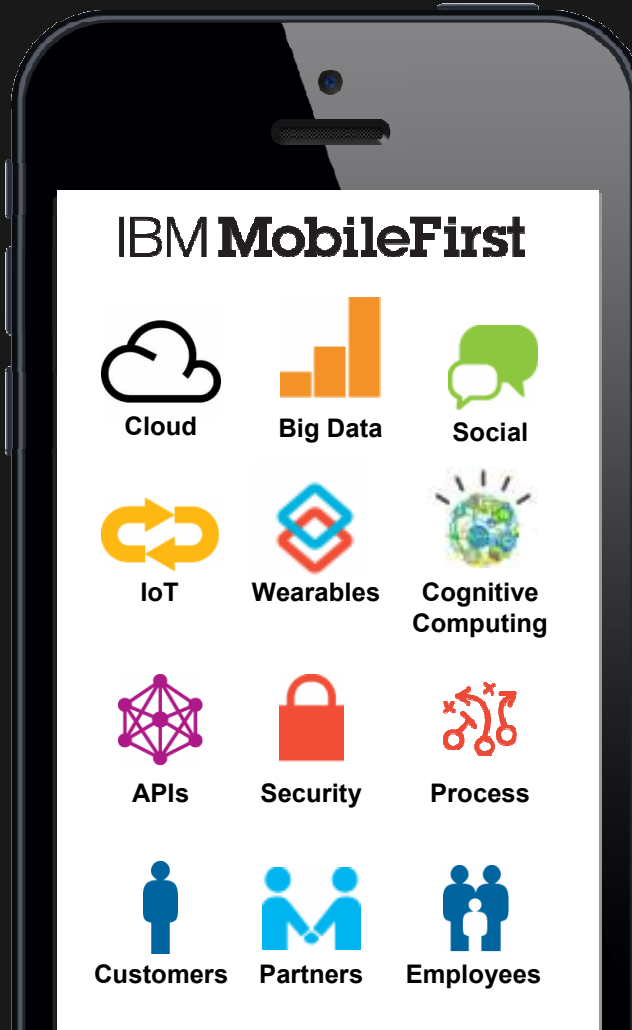 IBM MobileFirst
Cloud
Big Data
Social
IoT
Wearables
Cognitive
Computing
APIs
Security
Process
Customers
Partners
Employees